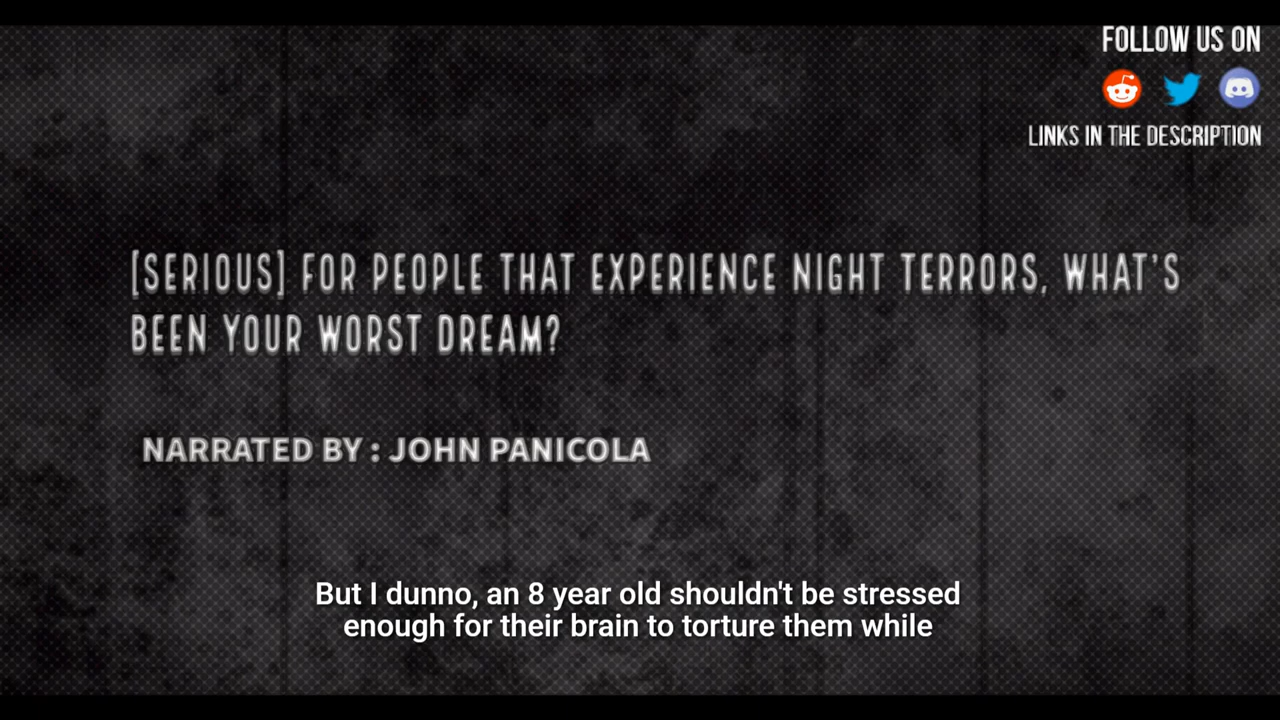 FOLLOW US ON
LINKS IN THE DESCRIPTION
[SERIOUS] FOR PEOPLE THAT EXPERIENCE NIGHT TERRORS, WHAT'S
BEEN YOUR WORST DREAM?
NARRATED BY : JOHN PANICOLA
But I dunno, an 8 year old shouldn't be stressed
enough for their brain to torture them while